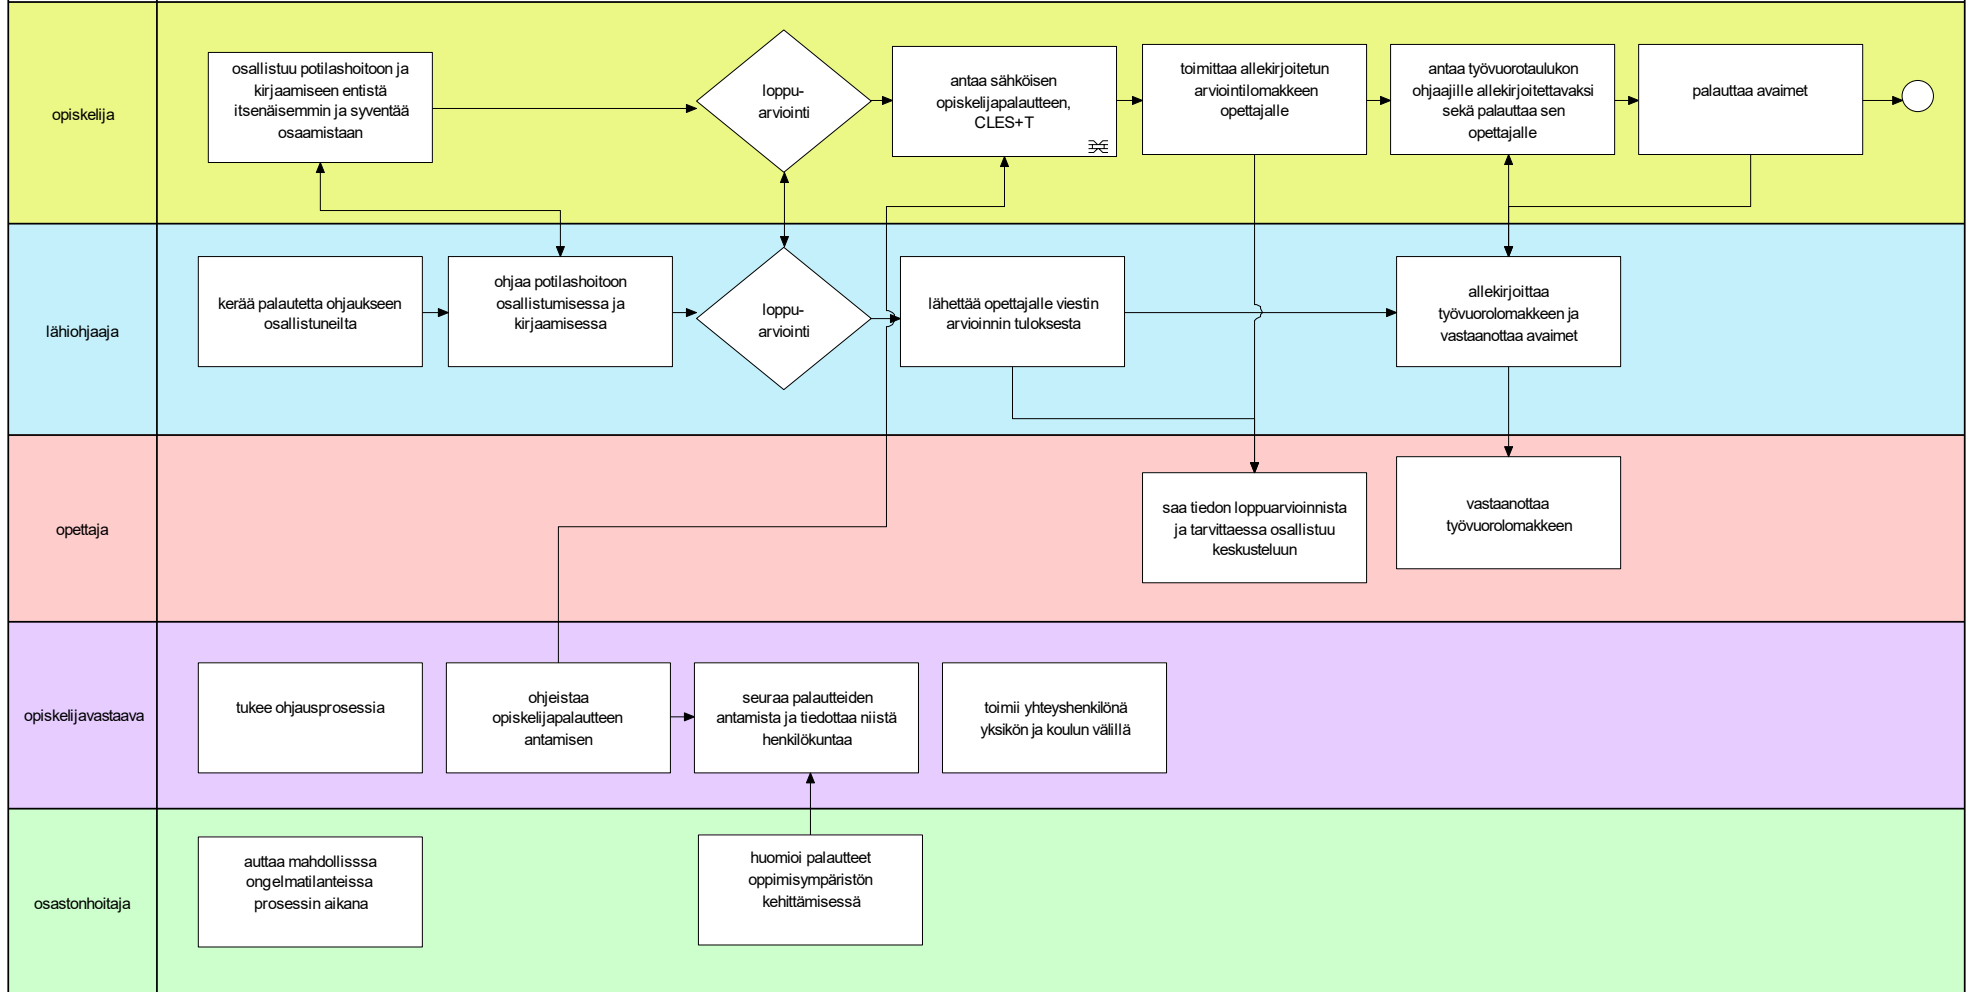 opiskelija
osallistuu potilashoitoon ja
kirjaamiseen entistä
itsenäisemmin ja syventää
osaamistaan
loppu-
arviointi
antaa sähköisen
opiskelijapalautteen,
CLES+T
toimittaa allekirjoitetun
arviointilomakkeen
opettajalle
antaa työvuorotaulukon
ohjaajille allekirjoitettavaksi
sekä palauttaa sen
opettajalle
palauttaa avaimet
lähiohjaaja
kerää palautetta ohjaukseen
osallistuneilta
ohjaa potilashoitoon
osallistumisessa ja
kirjaamisessa
loppu-
arviointi
lähettää opettajalle viestin
arvioinnin tuloksesta
allekirjoittaa
työvuorolomakkeen ja
vastaanottaa avaimet
opettaja
saa tiedon loppuarvioinnista
ja tarvittaessa osallistuu
keskusteluun
vastaanottaa
työvuorolomakkeen
opiskelijavastaava
tukee ohjausprosessia
ohjeistaa
opiskelijapalautteen
antamisen
seuraa palautteiden
antamista ja tiedottaa niistä
henkilökuntaa
toimii yhteyshenkilönä
yksikön ja koulun välillä
osastonhoitaja
auttaa mahdollisssa
ongelmatilanteissa
prosessin aikana
huomioi palautteet
oppimisympäristön
kehittämisessä